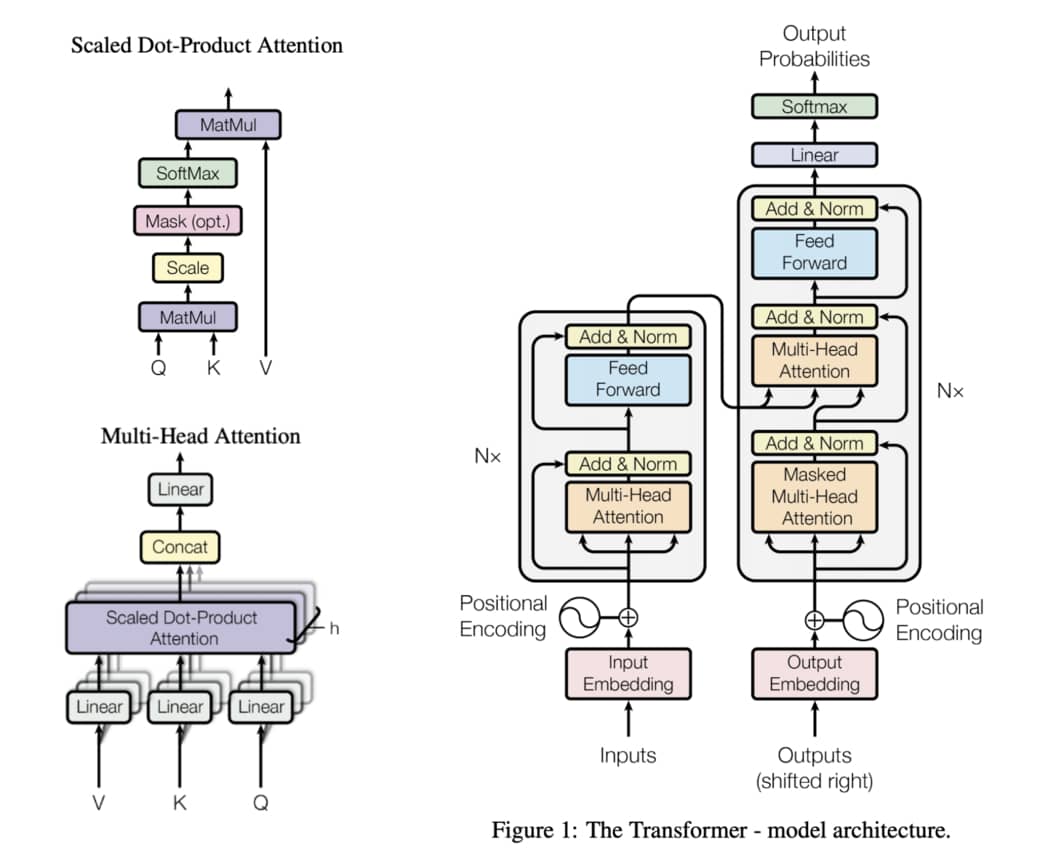 Scaled Dot-Product Attention
MatMul
SoftMax
Mask (opt.)
Scale
MatMul
Q K V
Multi-Head Attention
Linear
Concat
Scaled Dot-Product
Attention
h
Linear Linear Linear
V K Q
Output
Probabilities
Softmax
Linear
Add & Norm
Feed
Forward
Add & Norm
Multi-Head
Attention
Nx
Add & Norm
Masked
Multi-Head
Attention
Add & Norm
Feed
Forward
Nx
Add & Norm
Multi-Head
Attention
Positional
Encoding
Positional
Encoding
Input
Embedding
Output
Embedding
Inputs
Outputs
(shifted right)
Figure 1: The Transformer - model architecture.